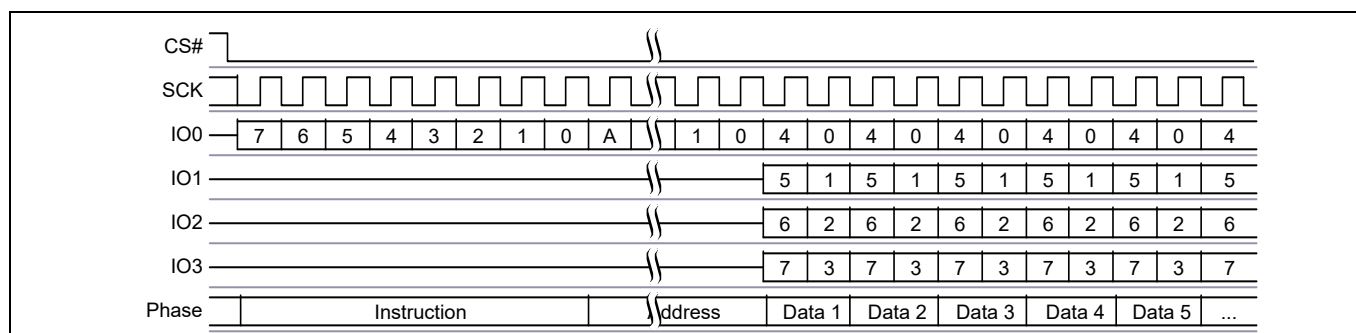 CS#
SCK
IO0 7 6 5 4 3 2 1 0 A 1 0 4 0 4 0 4 0 4 0 4 0 4
IO1 5 1 5 1 5 1 5 1 5 1 5
IO2 6 2 6 2 6 2 6 2 6 2 6
IO3 7 3 7 3 7 3 7 3 7 3 7
Phase Instruction Address Data 1 Data 2 Data 3 Data 4 Data 5 ...